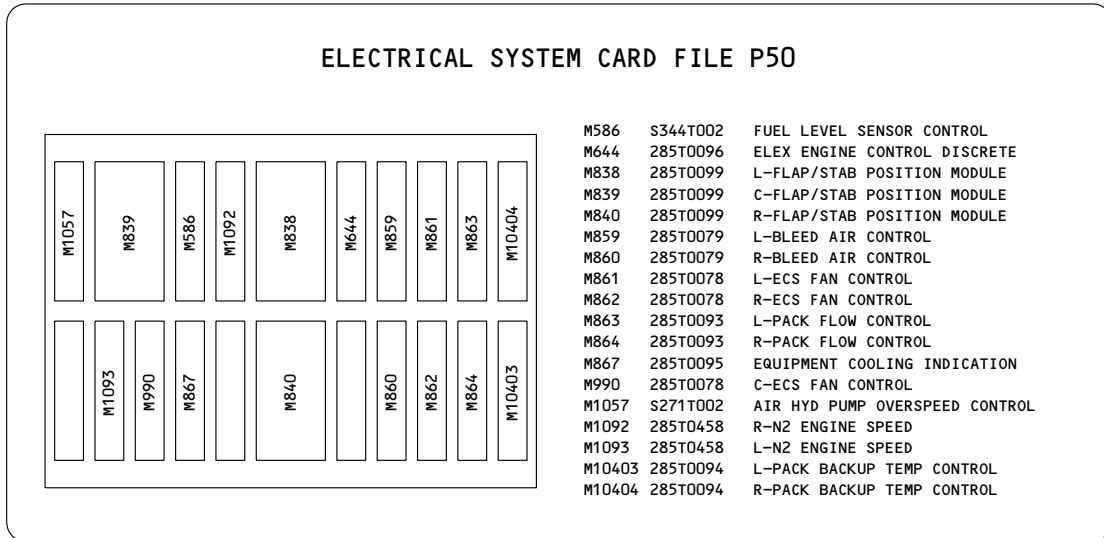 ELECTRICAL SYSTEM CARD FILE P50
M1057 M839 M586 M1092 M838 M644 M859 M861 M863 M10404
M1093 M990 M867 M840 M860 M862 M864 M10403
M586 S344T002 FUEL LEVEL SENSOR CONTROL
M644 285T0096 ELEX ENGINE CONTROL DISCRETE
M838 285T0099 L-FLAP/STAB POSITION MODULE
M839 285T0099 C-FLAP/STAB POSITION MODULE
M840 285T0099 R-FLAP/STAB POSITION MODULE
M859 285T0079 L-BLEED AIR CONTROL
M860 285T0079 R-BLEED AIR CONTROL
M861 285T0078 L-ECS FAN CONTROL
M862 285T0078 R-ECS FAN CONTROL
M863 285T0093 L-PACK FLOW CONTROL
M864 285T0093 R-PACK FLOW CONTROL
M867 285T0095 EQUIPMENT COOLING INDICATION
M990 285T0078 C-ECS FAN CONTROL
M1057 S271T002 AIR HYD PUMP OVERSPEED CONTROL
M1092 285T0458 R-N2 ENGINE SPEED
M1093 285T0458 L-N2 ENGINE SPEED
M10403 285T0094 L-PACK BACKUP TEMP CONTROL
M10404 285T0094 R-PACK BACKUP TEMP CONTROL